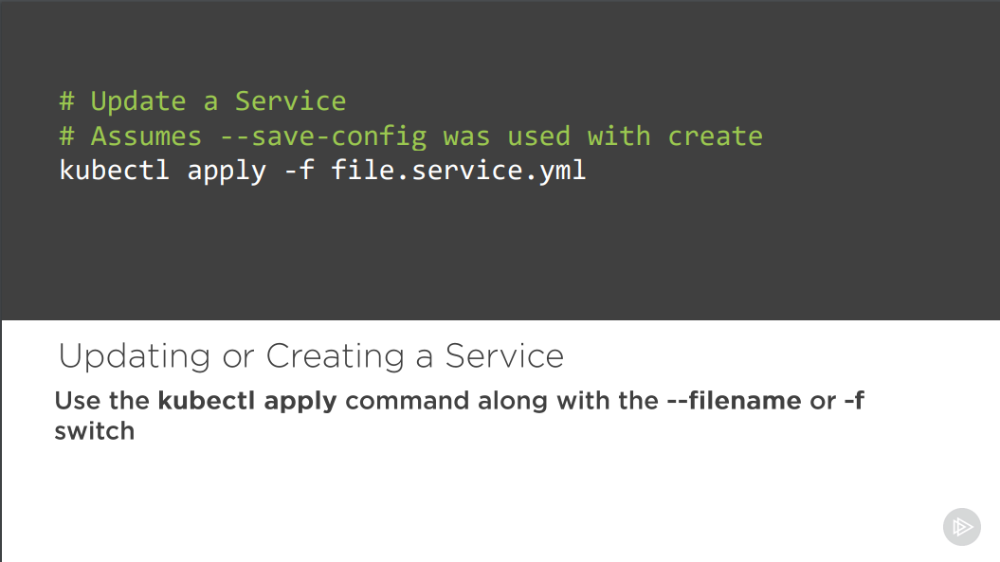 # Update a Service
# Assumes --save-config was used with create
kubectl apply -f file.service.yml
Updating or Creating a Service
Use the kubectl apply command along with the --filename or -f
switch